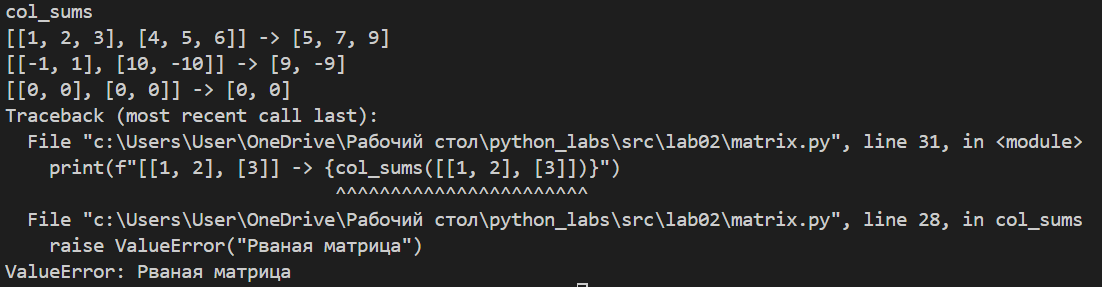 col_sums
[[1, 2, 3], [4, 5, 6]] -> [5, 7, 9]
[[-1, 1], [10, -10]] -> [9, -9]
[[0, 0], [0, 0]] -> [0, 0]
Traceback (most recent call last):
  File "c:\Users\User\OneDrive\Рабочий стол\python_labs\src\lab02\matrix.py", line 31, in <module>
    print(f"[[1, 2], [3]] -> {col_sums([[1, 2], [3]])}")
                              ^^^^^^^^^^^^^^^^^^^^^^^
  File "c:\Users\User\OneDrive\Рабочий стол\python_labs\src\lab02\matrix.py", line 28, in col_sums
    raise ValueError("Рваная матрица")
ValueError: Рваная матрица